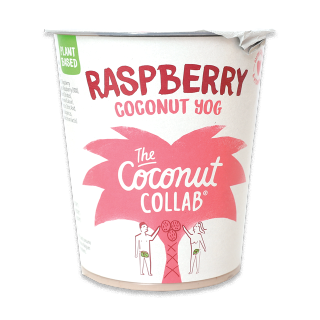 PLANT
BASED
RASPBERRY
COCONUT YOG
The
Coconut
COLLAB®